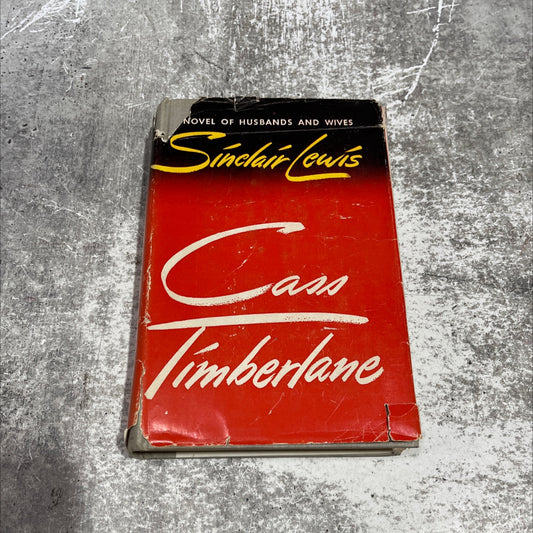 NOVEL OF HUSBANDS AND WIVES
Sinclair Lewis
Cass
Timberlane